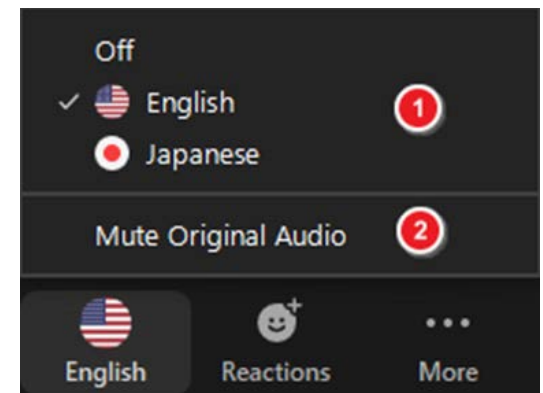 Off
English 1
Japanese
Mute Original Audio 2
English Reactions More